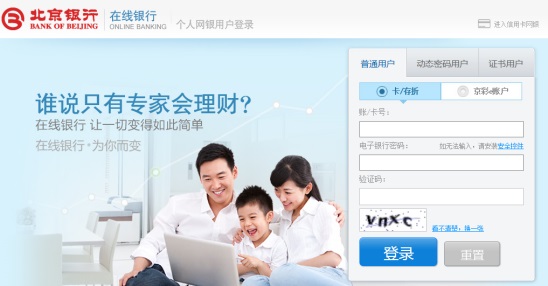 北京银行 在线银行 个人网银用户登录 进入信用卡网银
BANK OF BEIJING ONLINE BANKING
谁说只有专家会理财?
在线银行 让一切变得如此简单
在线银行·为你而变
普通用户 动态密码用户 证书用户
卡/存折 京彩e账户
账/卡号:
电子银行密码: 如无法输入,请安装安全控件
验证码:
vnxc 看不清楚,换一张
登录 重置